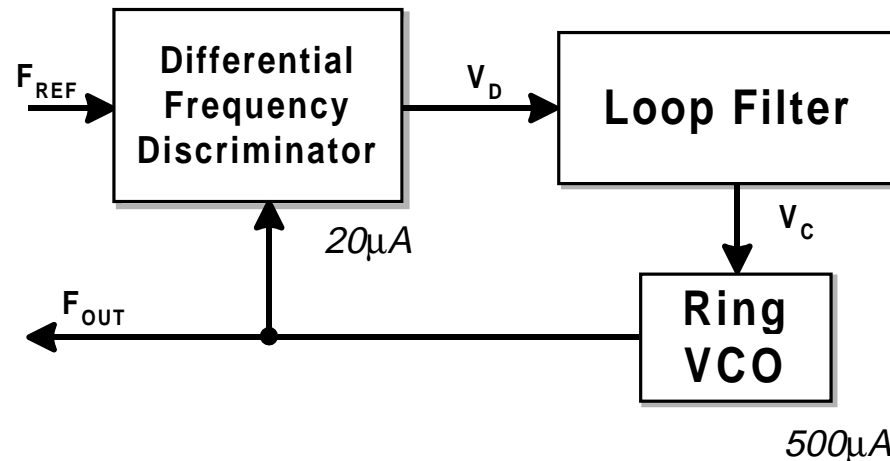 F_REF
Differential
Frequency
Discriminator
V_D
Loop Filter
20μA
V_C
F_OUT
Ring
VCO
500μA